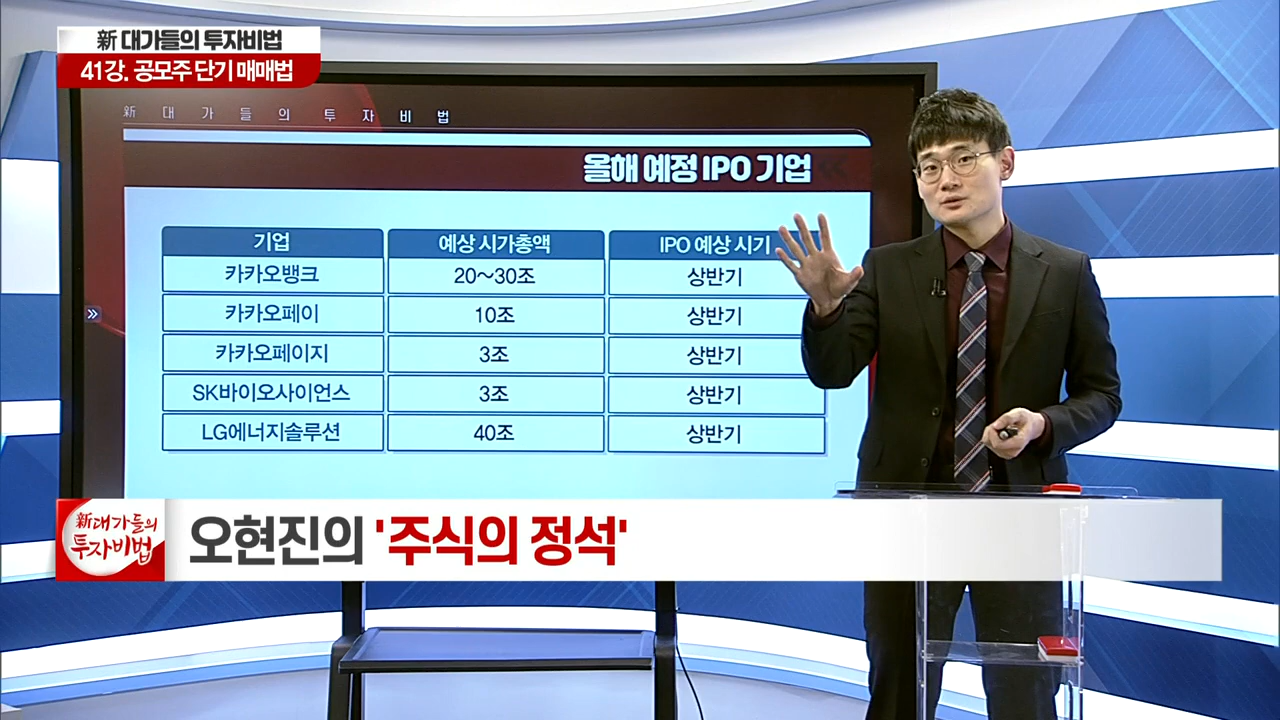 新 대가들의 투자비법
41강. 공모주 단기 매매법
新 대가들의 투자비법
올해 예정 IPO 기업
기업 예상 시가총액 IPO 예상 시기
카카오뱅크 20~30조 상반기
카카오페이 10조 상반기
카카오페이지 3조 상반기
SK바이오사이언스 3조 상반기
LG에너지솔루션 40조 상반기
新대가들의
투자비법
오현진의 '주식의 정석'